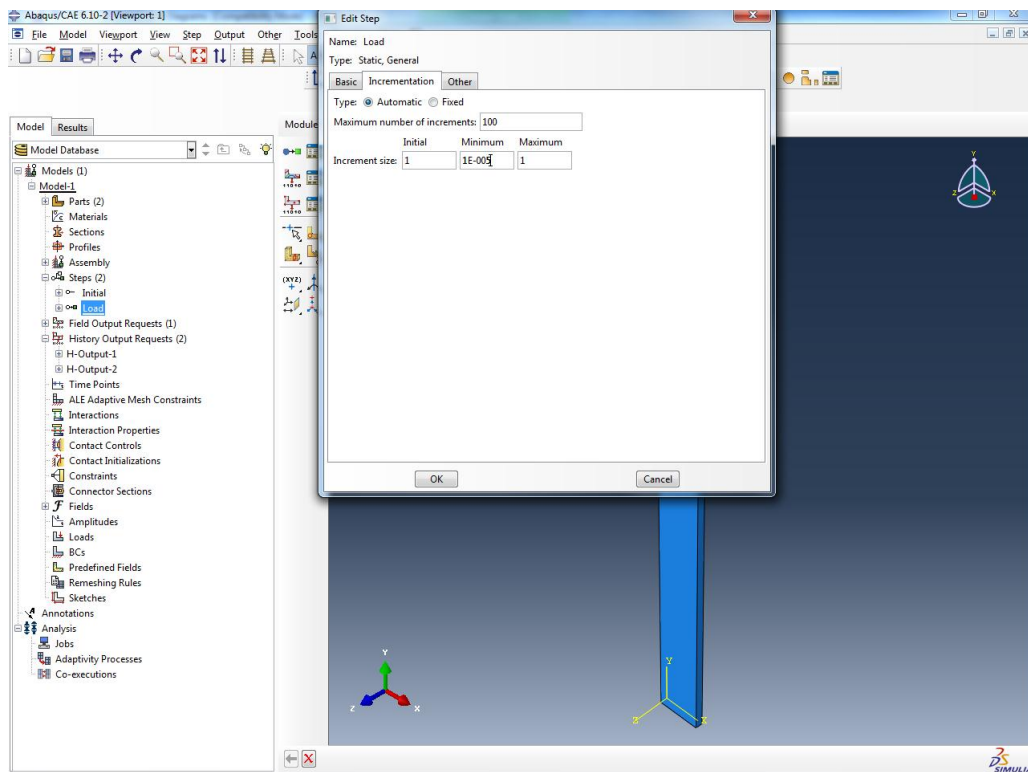 Abaqus/CAE 6.10-2 [Viewport: 1]
File Model Viewport View Step Output Other Tools
Model Results
Module
Model Database
Models (1)
Model-1
Parts (2)
Materials
Sections
Profiles
Assembly
Steps (2)
Initial
Load
Field Output Requests (1)
History Output Requests (2)
H-Output-1
H-Output-2
Time Points
ALE Adaptive Mesh Constraints
Interactions
Interaction Properties
Contact Controls
Contact Initializations
Constraints
Connector Sections
Fields
Amplitudes
Loads
BCs
Predefined Fields
Remeshing Rules
Sketches
Annotations
Analysis
Jobs
Adaptivity Processes
Co-executions
(XYZ)
Edit Step
Name: Load
Type: Static, General
Basic Incrementation Other
Type: Automatic Fixed
Maximum number of increments: 100
Initial Minimum Maximum
Increment size: 1 1E-005 1
OK Cancel
Y
Z X
Y
Z X
Y
Z X
SIMULIA